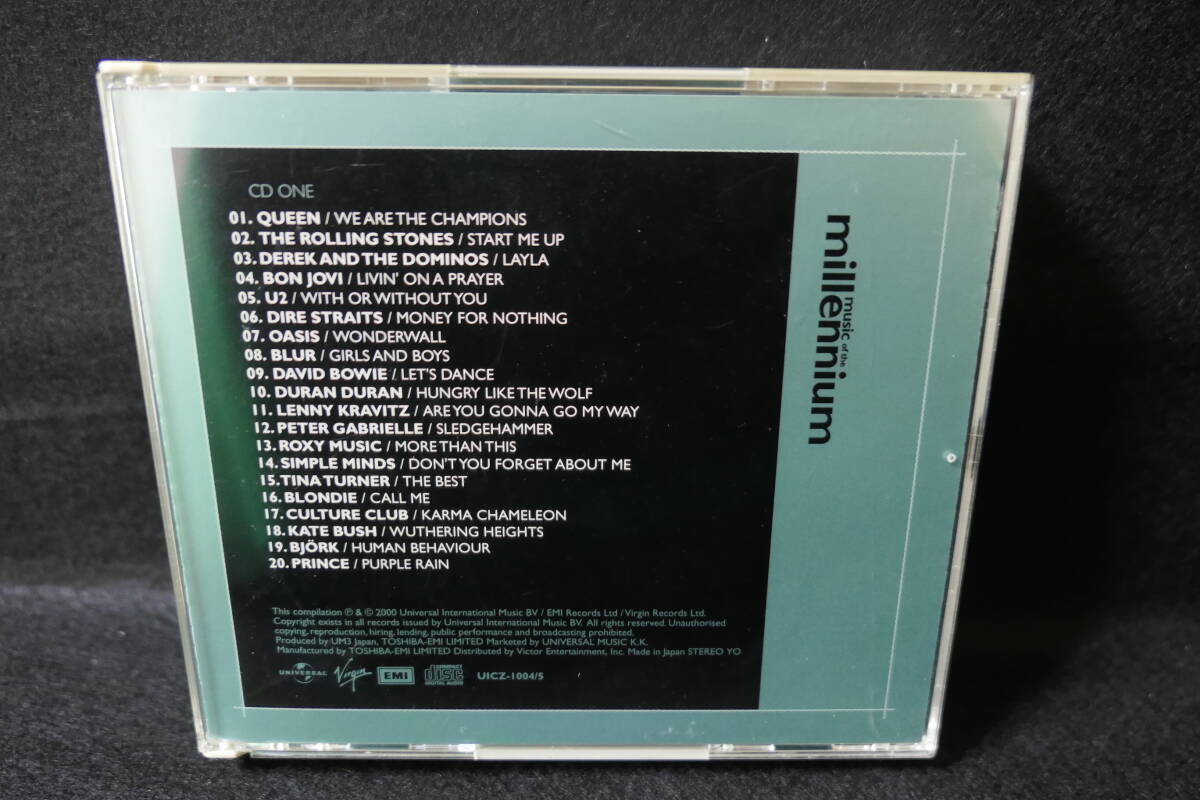 CD ONE
01. QUEEN / WE ARE THE CHAMPIONS
02. THE ROLLING STONES / START ME UP
03. DEREK AND THE DOMINOS / LAYLA
04. BON JOVI / LIVIN' ON A PRAYER
05. U2 / WITH OR WITHOUT YOU
06. DIRE STRAITS / MONEY FOR NOTHING
07. OASIS / WONDERWALL
08. BLUR / GIRLS AND BOYS
09. DAVID BOWIE / LET'S DANCE
10. DURAN DURAN / HUNGRY LIKE THE WOLF
11. LENNY KRAVITZ / ARE YOU GONNA GO MY WAY
12. PETER GABRIELLE / SLEDGEHAMMER
13. ROXY MUSIC / MORE THAN THIS
14. SIMPLE MINDS / DON'T YOU FORGET ABOUT ME
15. TINA TURNER / THE BEST
16. BLONDIE / CALL ME
17. CULTURE CLUB / KARMA CHAMELEON
18. KATE BUSH / WUTHERING HEIGHTS
19. BJÖRK / HUMAN BEHAVIOUR
20. PRINCE / PURPLE RAIN
This compilation ℗ & © 2000 Universal International Music BV / EMI Records Ltd / Virgin Records Ltd.
Copyright exists in all records issued by Universal International Music BV. All rights reserved. Unauthorised
copying, reproduction, hiring, lending, public performance and broadcasting prohibited.
Produced by UM3 Japan, TOSHIBA-EMI LIMITED Marketed by UNIVERSAL MUSIC K.K.
Manufactured by TOSHIBA-EMI LIMITED Distributed by Victor Entertainment, Inc. Made in Japan STEREO YO
UNIVERSAL Virgin EMI COMPACT disc DIGITAL AUDIO UICZ-1004/5
music of the
millennium